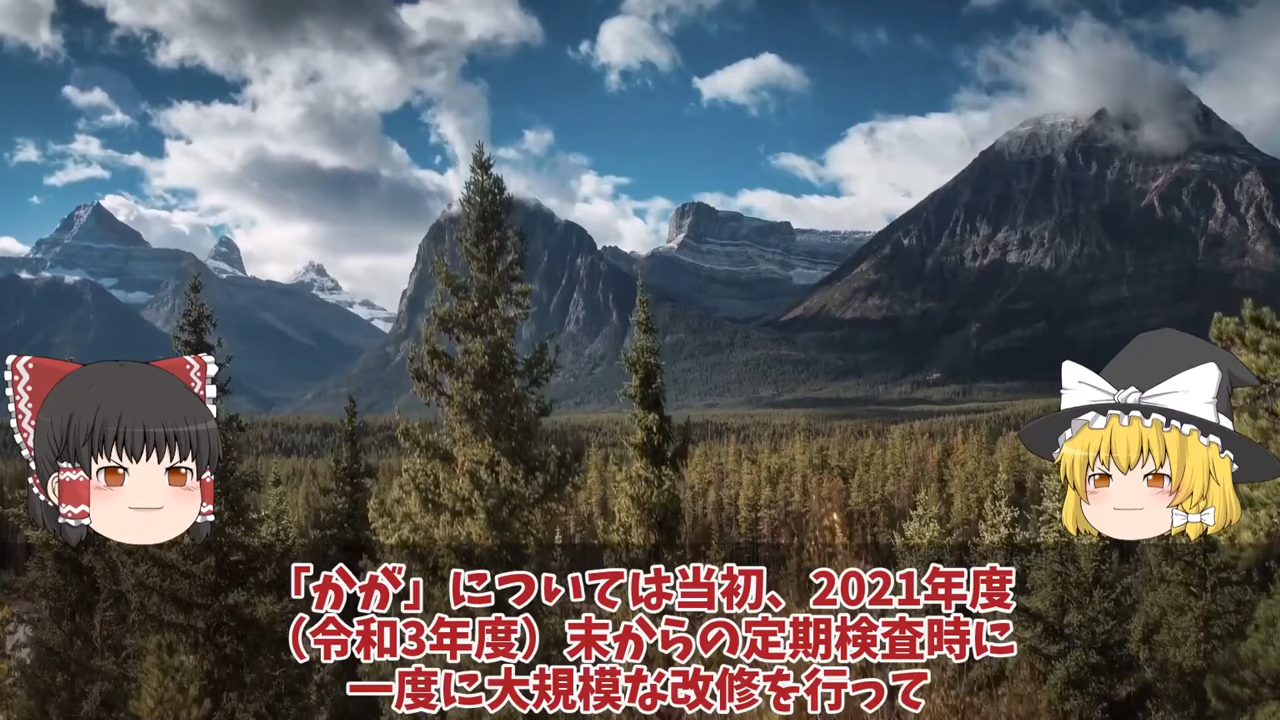 「かが」については当初、2021年度
（令和3年度）末からの定期検査時に
一度に大規模な改修を行って